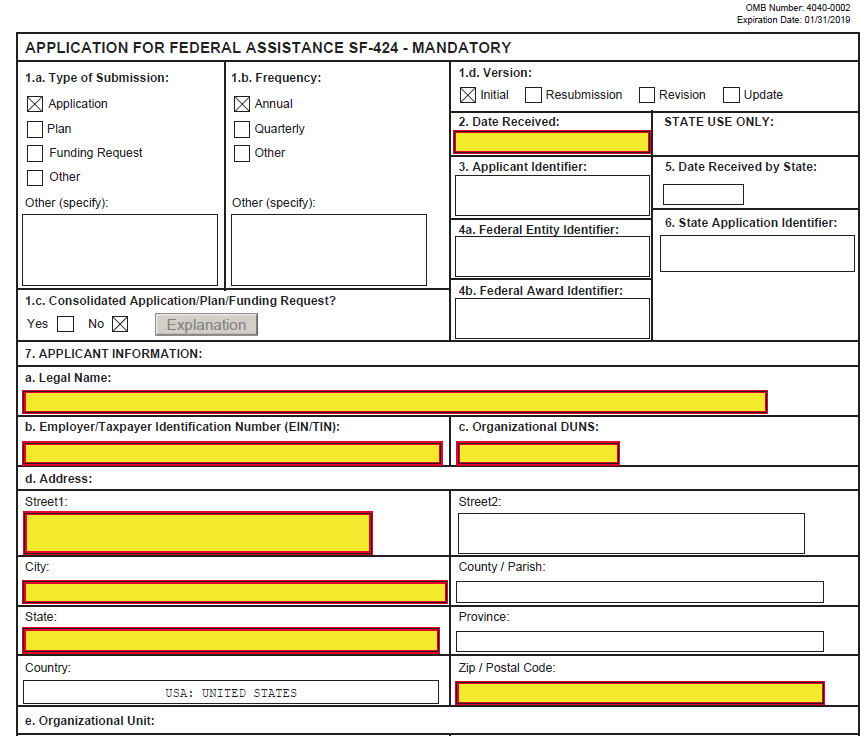 OMB Number: 4040-0002
Expiration Date: 01/31/2019
APPLICATION FOR FEDERAL ASSISTANCE SF-424 - MANDATORY
1.a. Type of Submission:
Application
Plan
Funding Request
Other
Other (specify):
1.b. Frequency:
Annual
Quarterly
Other
Other (specify):
1.d. Version:
Initial Resubmission Revision Update
2. Date Received:
STATE USE ONLY:
3. Applicant Identifier:
5. Date Received by State:
4a. Federal Entity Identifier:
6. State Application Identifier:
4b. Federal Award Identifier:
1.c. Consolidated Application/Plan/Funding Request?
Yes No Explanation
7. APPLICANT INFORMATION:
a. Legal Name:
b. Employer/Taxpayer Identification Number (EIN/TIN):
c. Organizational DUNS:
d. Address:
Street1:
Street2:
City:
County / Parish:
State:
Province:
Country:
USA: UNITED STATES
Zip / Postal Code:
e. Organizational Unit: